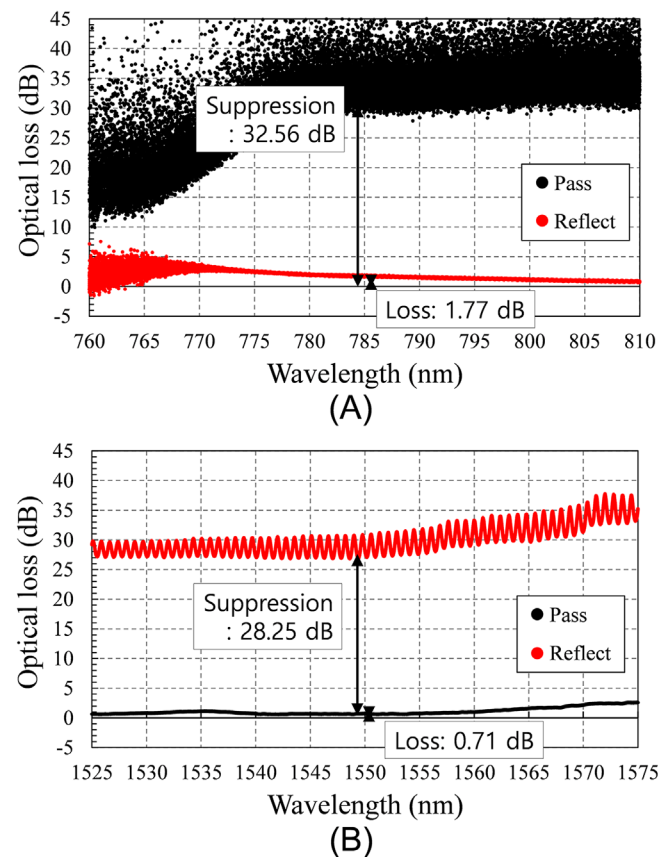 45
40
35
30
25
20
15
10
5
0
-5
Optical loss (dB)
Suppression
: 32.56 dB
Pass
Reflect
Loss: 1.77 dB
760 765 770 775 780 785 790 795 800 805 810
Wavelength (nm)
(A)
45
40
35
30
25
20
15
10
5
0
-5
Optical loss (dB)
Suppression
: 28.25 dB
Pass
Reflect
Loss: 0.71 dB
1525 1530 1535 1540 1545 1550 1555 1560 1565 1570 1575
Wavelength (nm)
(B)